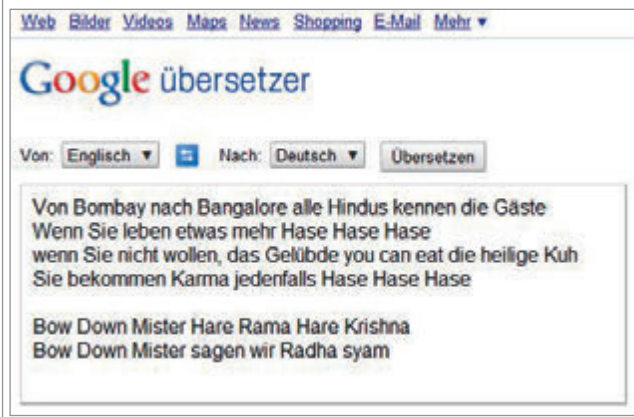 Web Bilder Videos Maps News Shopping E-Mail Mehr ▼
Google übersetzer
Von: Englisch ▼ Nach: Deutsch ▼ Übersetzen
Von Bombay nach Bangalore alle Hindus kennen die Gäste
Wenn Sie leben etwas mehr Hase Hase Hase
wenn Sie nicht wollen, das Gelübde you can eat die heilige Kuh
Sie bekommen Karma jedenfalls Hase Hase Hase
Bow Down Mister Hare Rama Hare Krishna
Bow Down Mister sagen wir Radha syam